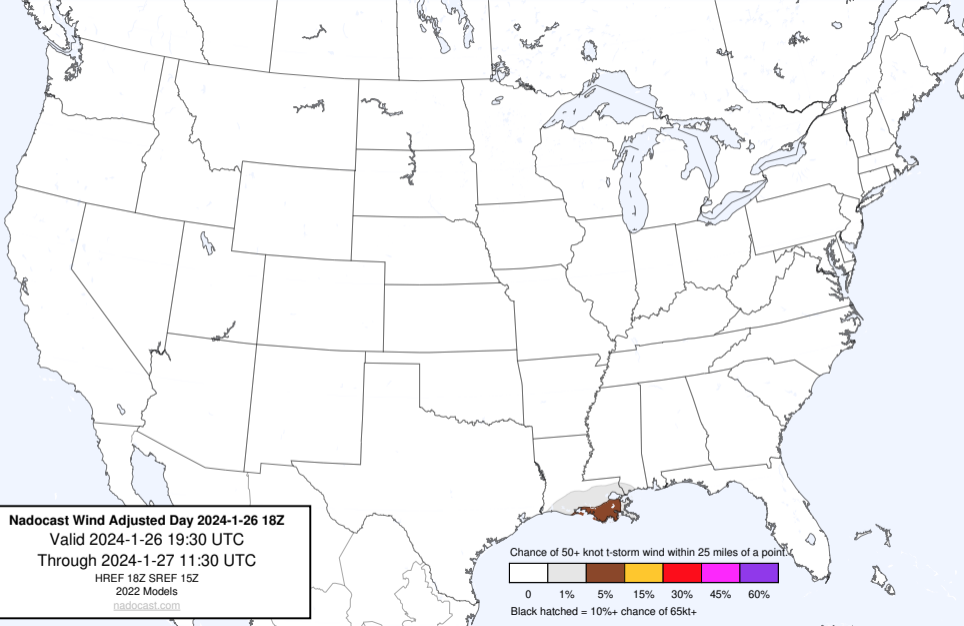 Nadocast Wind Adjusted Day 2024-1-26 18Z
Valid 2024-1-26 19:30 UTC
Through 2024-1-27 11:30 UTC
HREF 18Z SREF 15Z
2022 Models
nadocast.com
Chance of 50+ knot t-storm wind within 25 miles of a point.
0 1% 5% 15% 30% 45% 60%
Black hatched = 10%+ chance of 65kt+